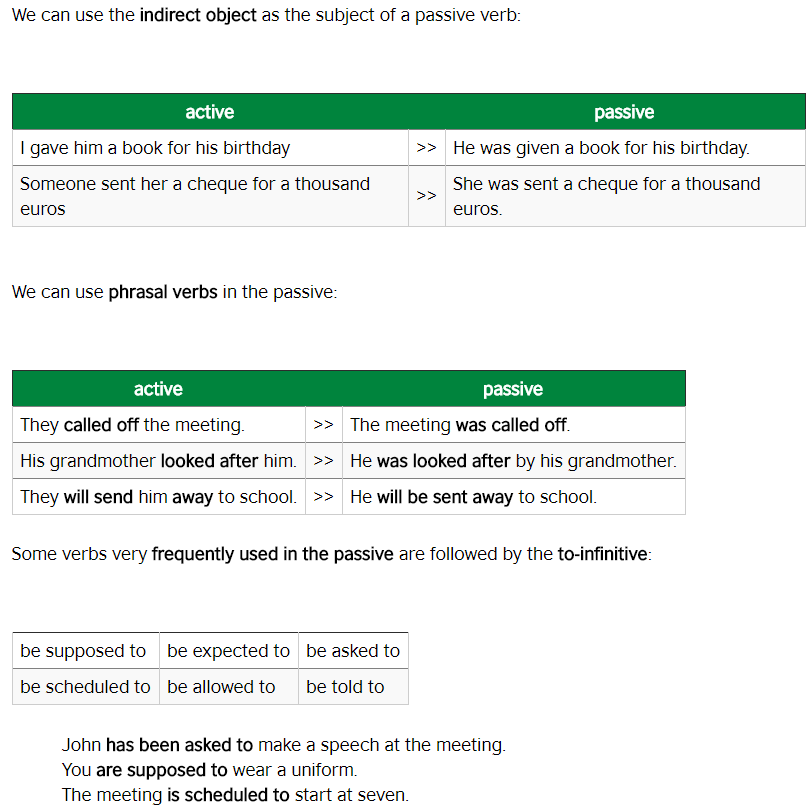 We can use the indirect object as the subject of a passive verb:
active passive
I gave him a book for his birthday >> He was given a book for his birthday.
Someone sent her a cheque for a thousand euros >> She was sent a cheque for a thousand euros.
We can use phrasal verbs in the passive:
active passive
They called off the meeting. >> The meeting was called off.
His grandmother looked after him. >> He was looked after by his grandmother.
They will send him away to school. >> He will be sent away to school.
Some verbs very frequently used in the passive are followed by the to-infinitive:
be supposed to be expected to be asked to
be scheduled to be allowed to be told to
John has been asked to make a speech at the meeting.
You are supposed to wear a uniform.
The meeting is scheduled to start at seven.